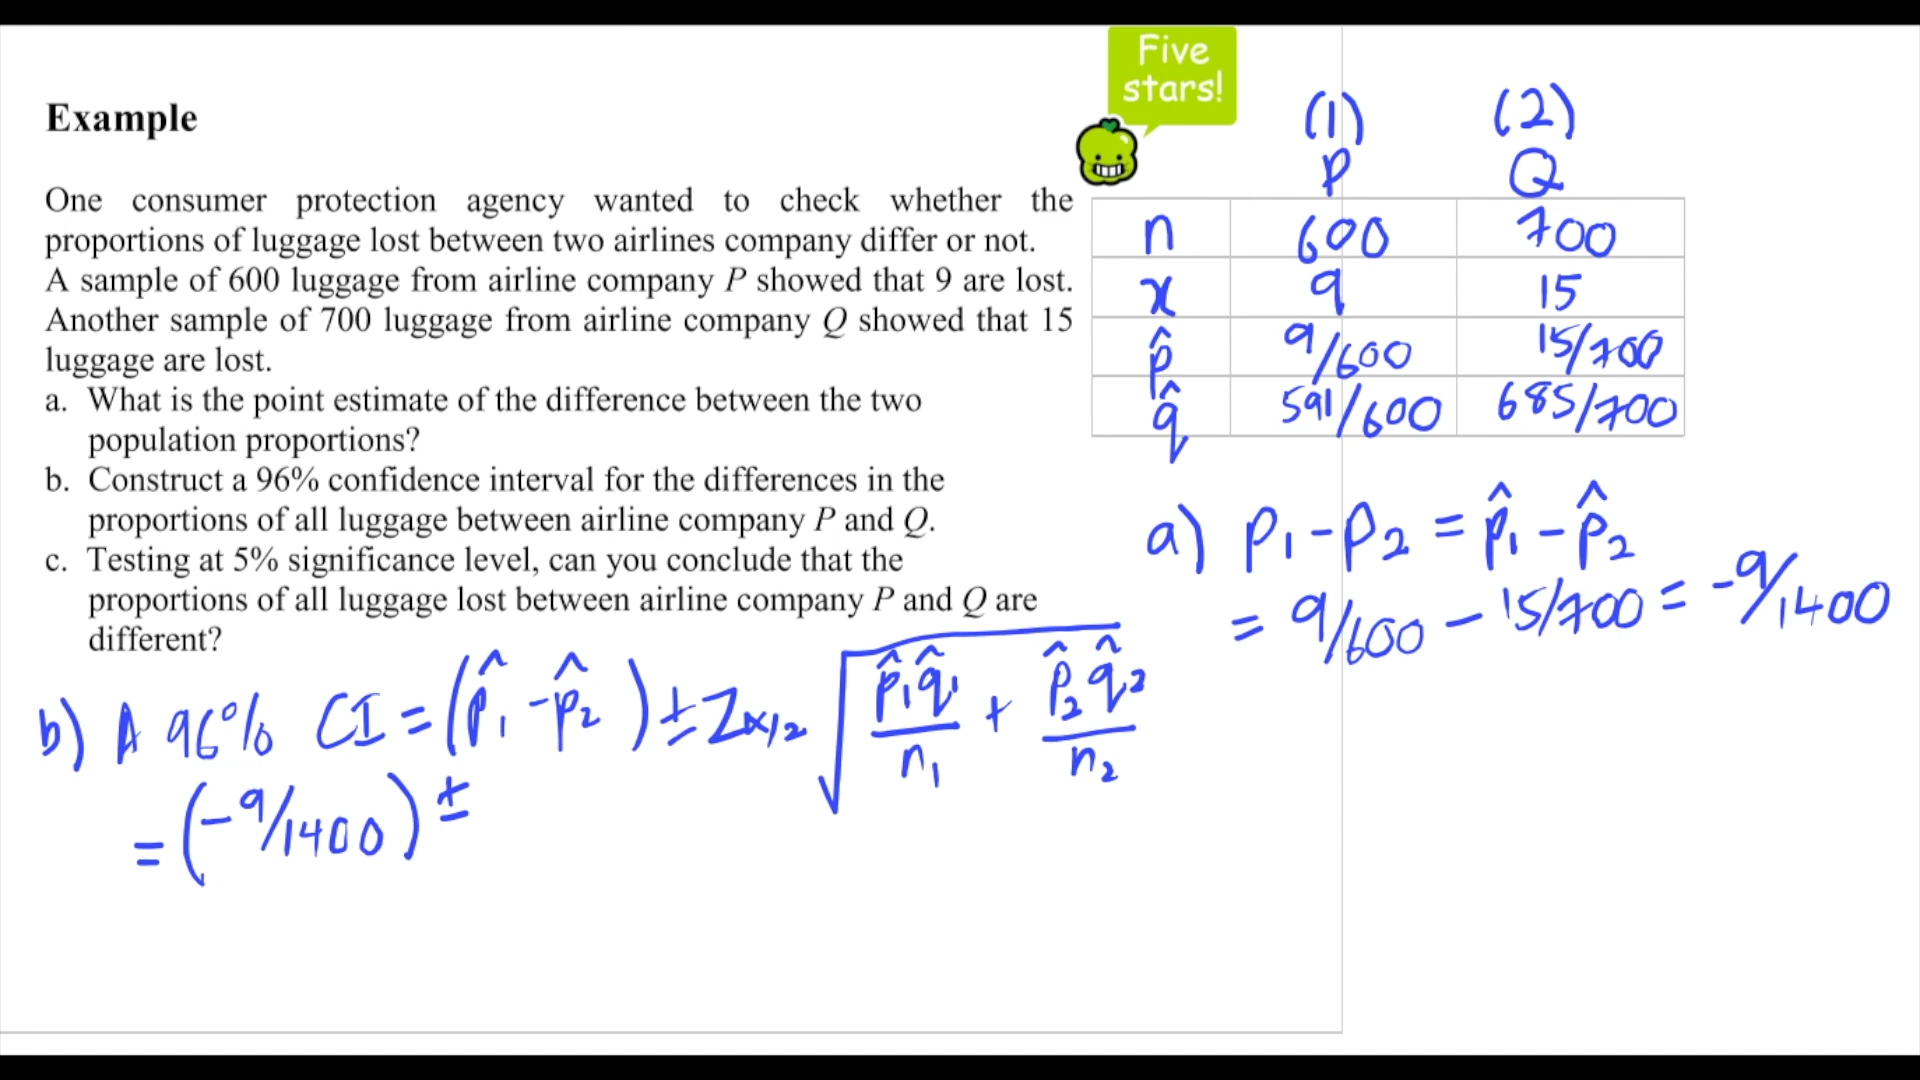 Five
stars!
Example
One consumer protection agency wanted to check whether the
proportions of luggage lost between two airlines company differ or not.
A sample of 600 luggage from airline company P showed that 9 are lost.
Another sample of 700 luggage from airline company Q showed that 15
luggage are lost.
a. What is the point estimate of the difference between the two
population proportions?
b. Construct a 96% confidence interval for the differences in the
proportions of all luggage between airline company P and Q.
c. Testing at 5% significance level, can you conclude that the
proportions of all luggage lost between airline company P and Q are
different?
(1) (2)
P Q
n 600 700
x 9 15
p̂ 9/600 15/700
q̂ 591/600 685/700
a) p₁-p₂ = p̂₁-p̂₂
= 9/600 - 15/700 = -9/1400
b) A 96% CI = (p̂₁-p̂₂) ± Zα/2 √(p̂₁q̂₁/n₁ + p̂₂q̂₂/n₂)
= (-9/1400) ±